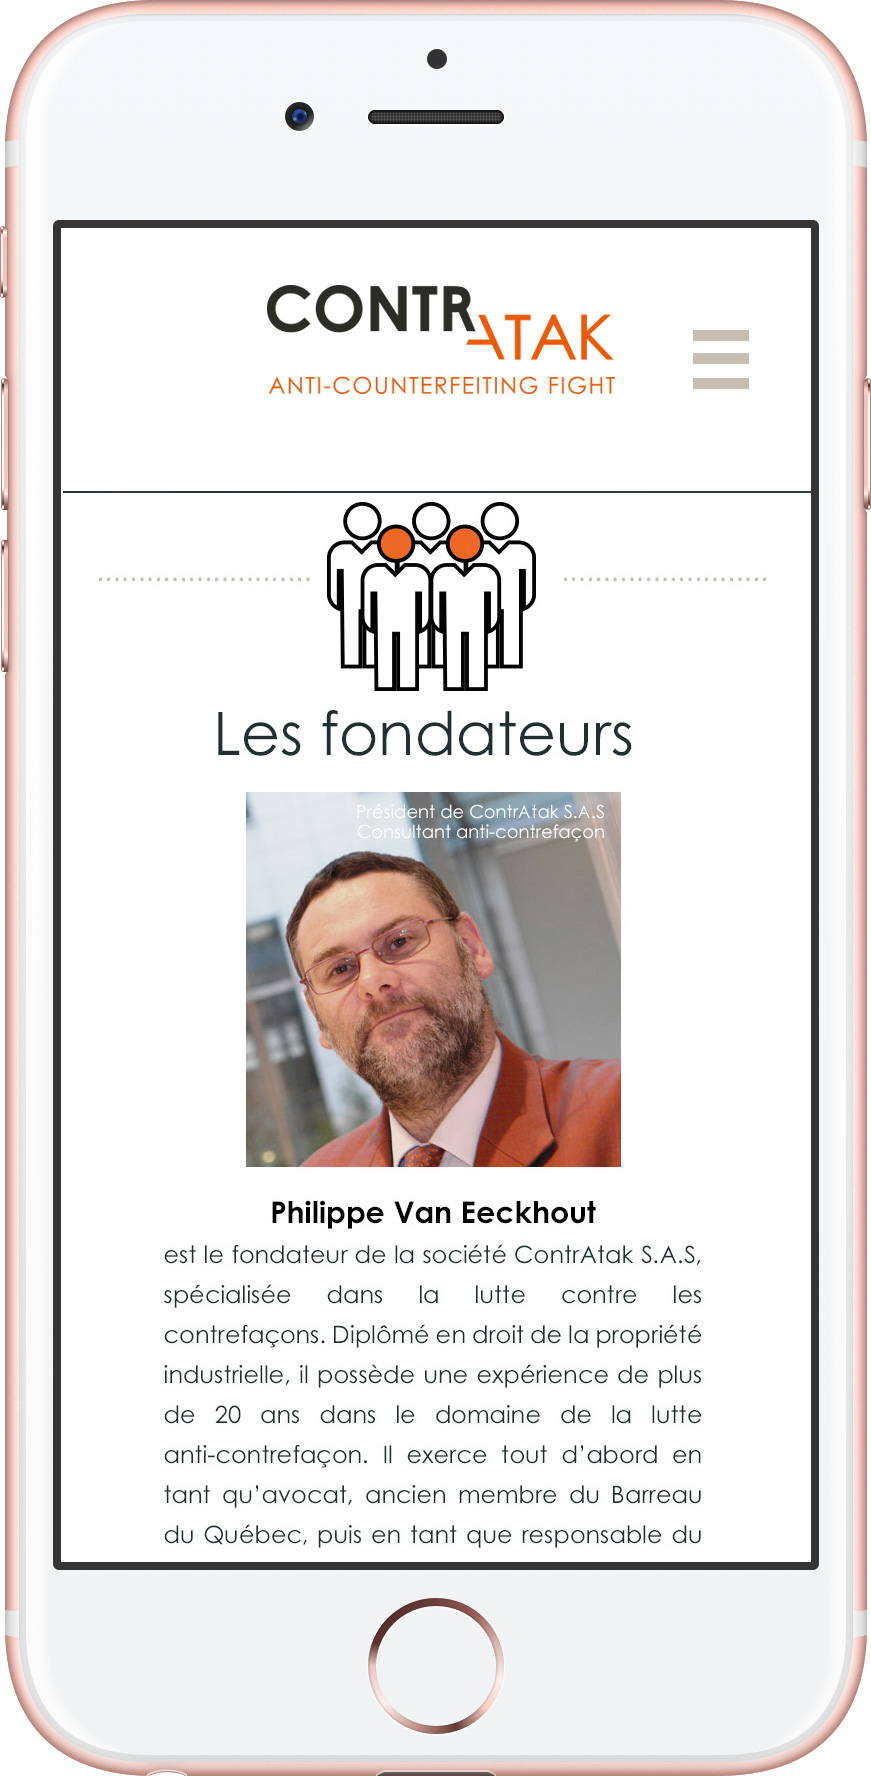 CONTRATAK
ANTI-COUNTERFEITING FIGHT
Les fondateurs
Président de ContrAtak S.A.S
Consultant anti-contrefaçon
Philippe Van Eeckhout
est le fondateur de la société ContrAtak S.A.S,
spécialisée dans la lutte contre les
contrefaçons. Diplômé en droit de la propriété
industrielle, il possède une expérience de plus
de 20 ans dans le domaine de la lutte
anti-contrefaçon. Il exerce tout d’abord en
tant qu’avocat, ancien membre du Barreau
du Québec, puis en tant que responsable du